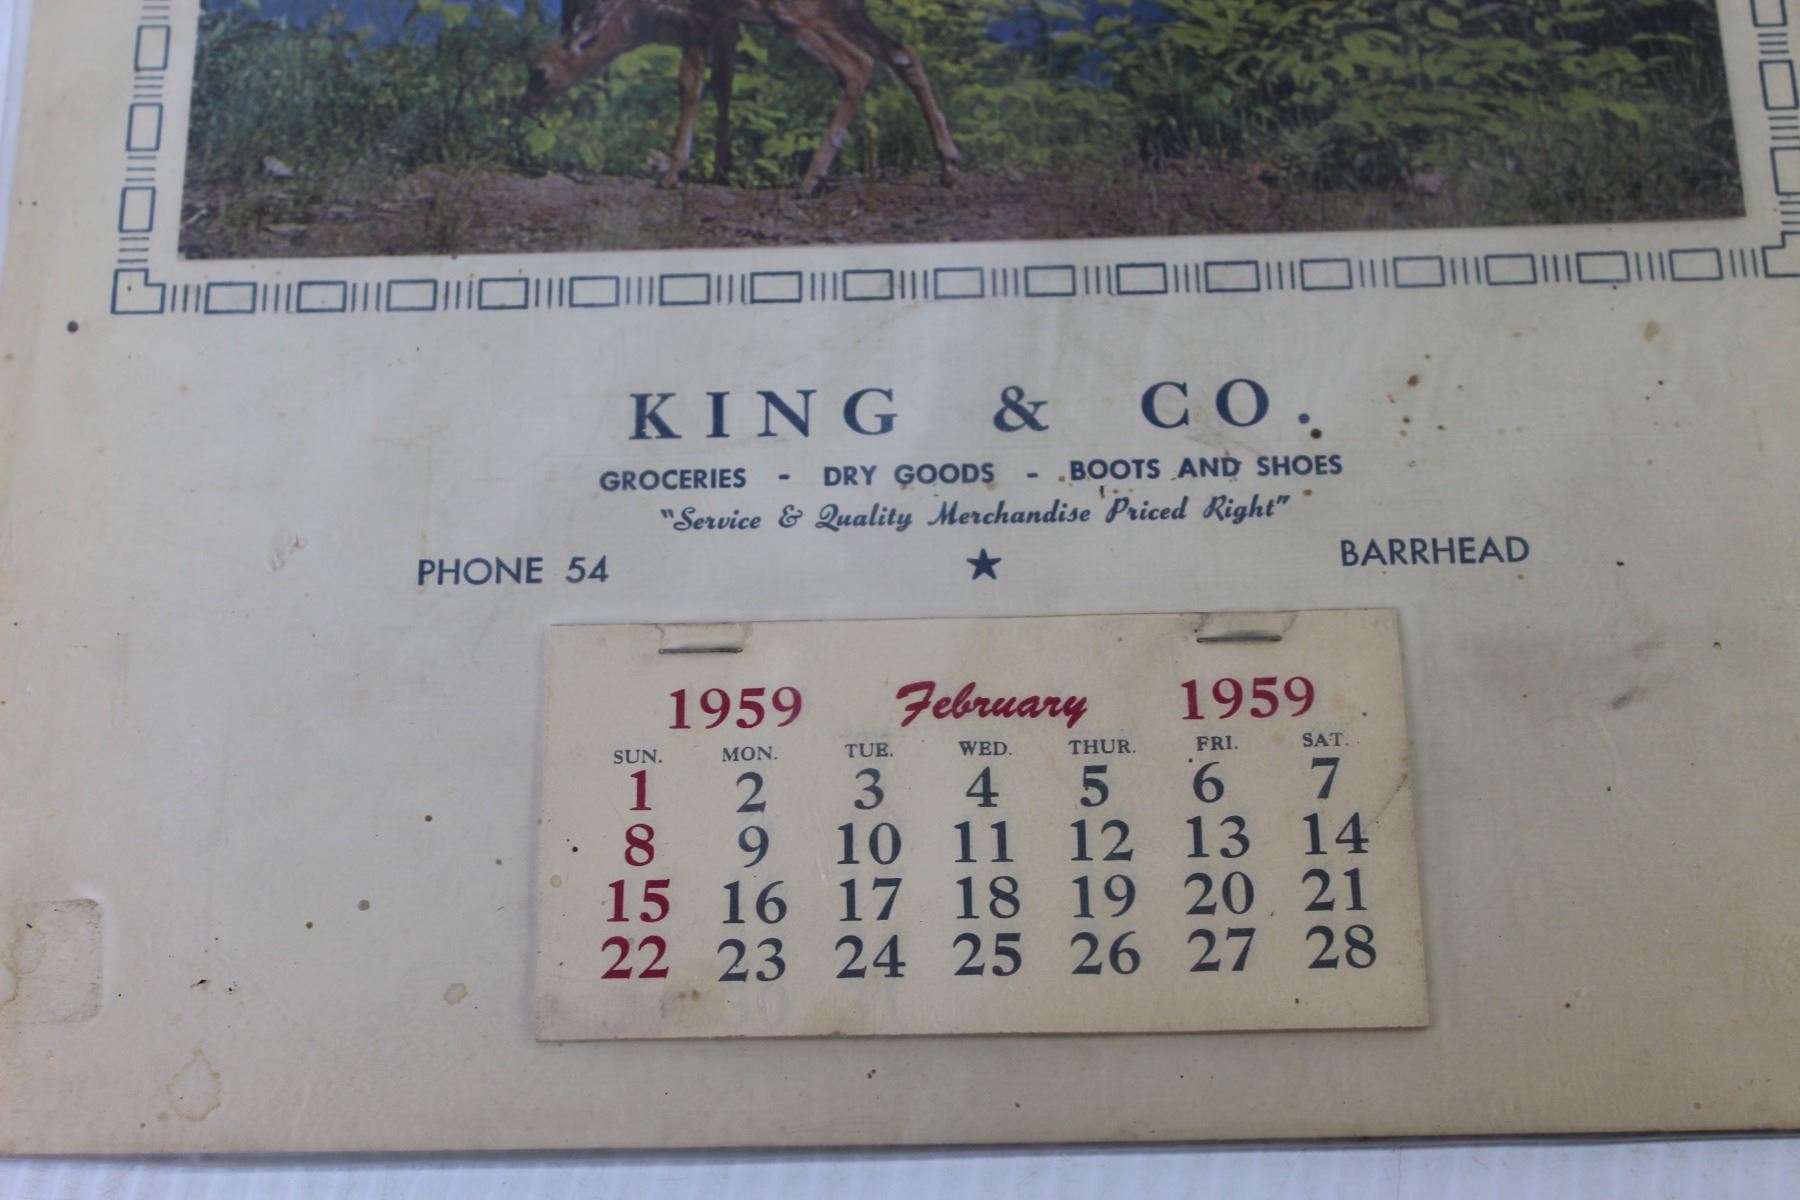 KING & CO.
GROCERIES - DRY GOODS - BOOTS AND SHOES
"Service & Quality Merchandise Priced Right"
PHONE 54 ★ BARRHEAD
1959 February 1959
SUN. MON. TUE. WED. THUR. FRI. SAT.
1 2 3 4 5 6 7
8 9 10 11 12 13 14
15 16 17 18 19 20 21
22 23 24 25 26 27 28